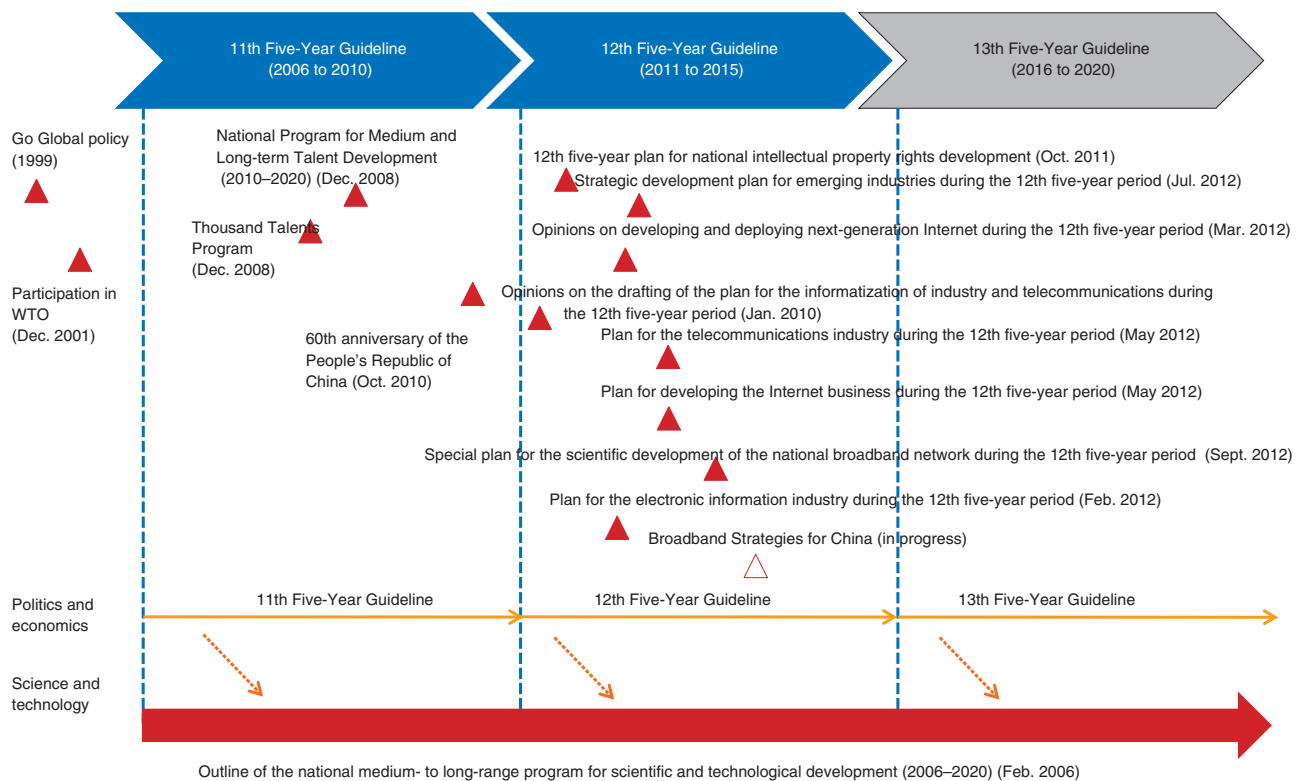 11th Five-Year Guideline
(2006 to 2010)
12th Five-Year Guideline
(2011 to 2015)
13th Five-Year Guideline
(2016 to 2020)
Go Global policy
(1999)
Participation in
WTO
(Dec. 2001)
National Program for Medium and
Long-term Talent Development
(2010–2020) (Dec. 2008)
Thousand Talents
Program
(Dec. 2008)
60th anniversary of the
People's Republic of
China (Oct. 2010)
12th five-year plan for national intellectual property rights development (Oct. 2011)
Strategic development plan for emerging industries during the 12th five-year period (Jul. 2012)
Opinions on developing and deploying next-generation Internet during the 12th five-year period (Mar. 2012)
Opinions on the drafting of the plan for the informatization of industry and telecommunications during
the 12th five-year period (Jan. 2010)
Plan for the telecommunications industry during the 12th five-year period (May 2012)
Plan for developing the Internet business during the 12th five-year period (May 2012)
Special plan for the scientific development of the national broadband network during the 12th five-year period (Sept. 2012)
Plan for the electronic information industry during the 12th five-year period (Feb. 2012)
Broadband Strategies for China (in progress)
Politics and
economics
11th Five-Year Guideline
12th Five-Year Guideline
13th Five-Year Guideline
Science and
technology
Outline of the national medium- to long-range program for scientific and technological development (2006–2020) (Feb. 2006)